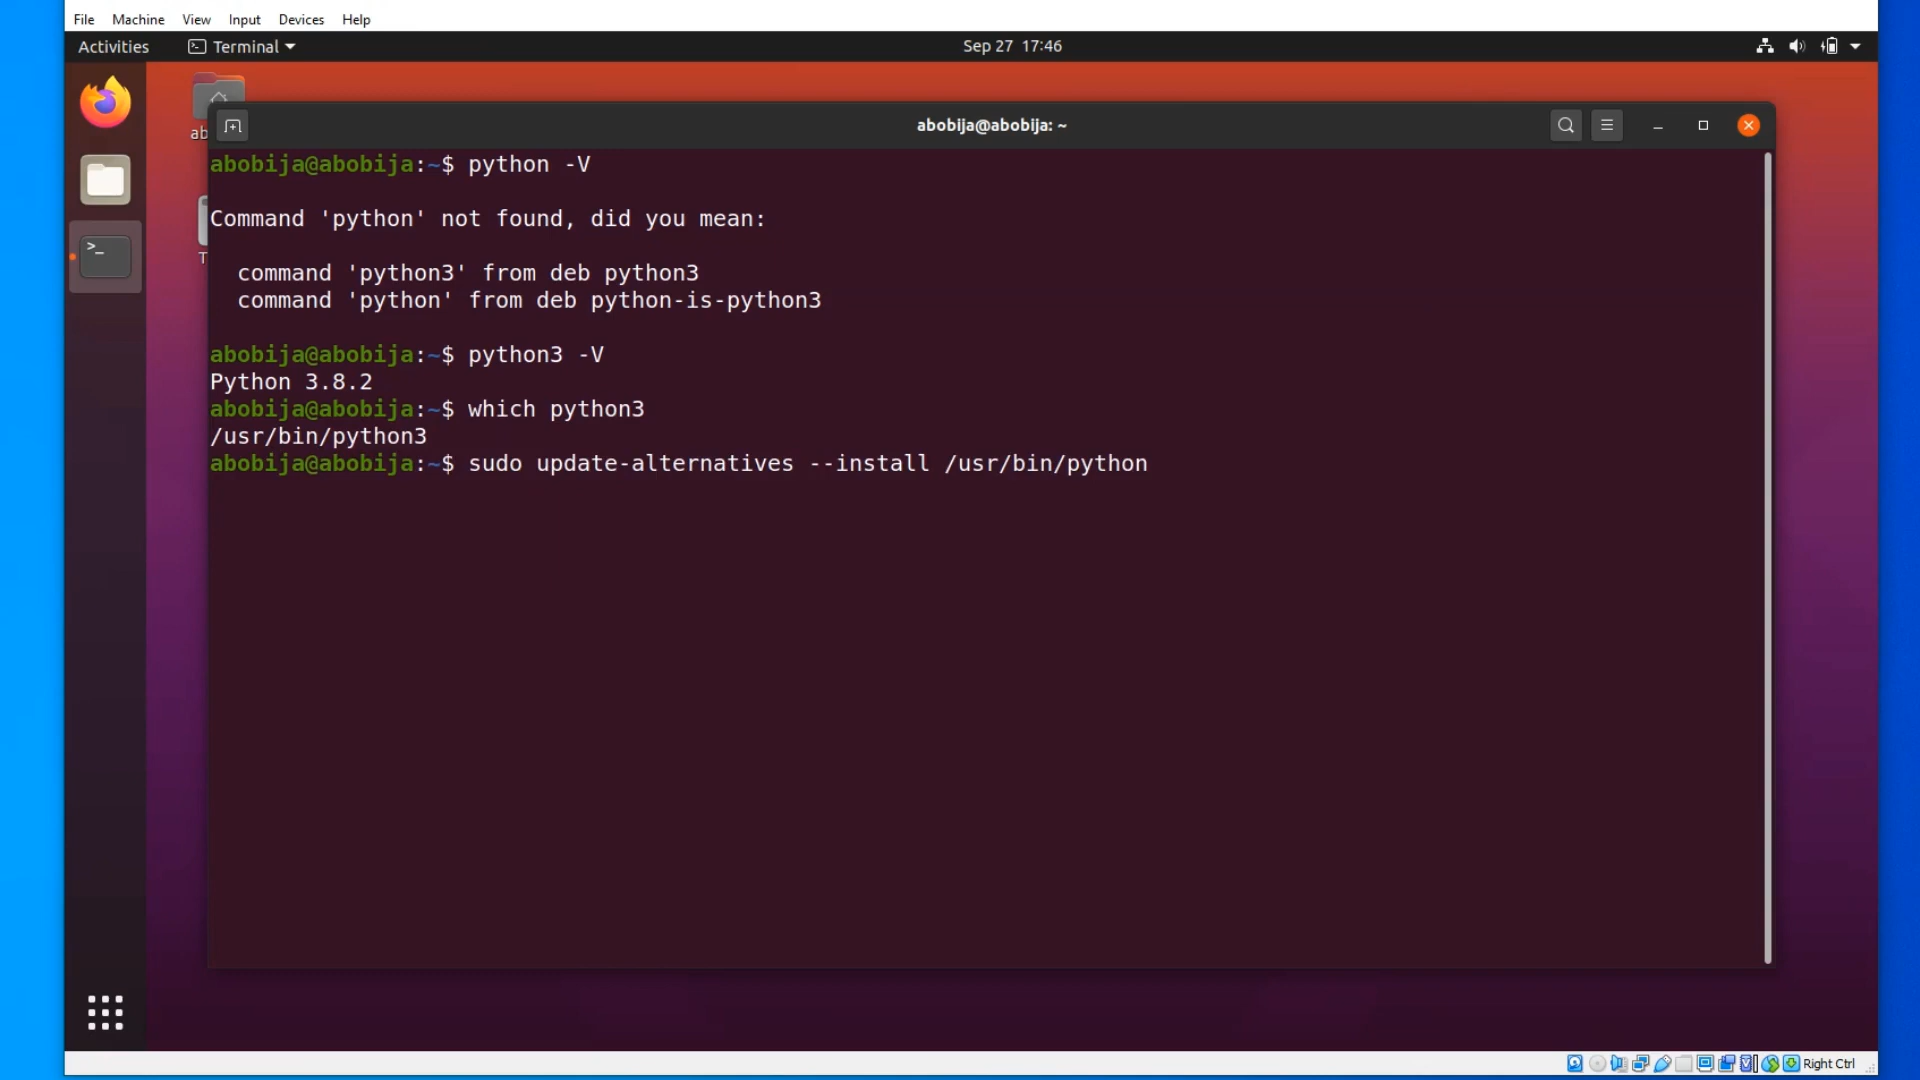 File Machine View Input Devices Help
Activities Terminal Sep 27 17:46
abobija@abobija: ~
ab
T
abobija@abobija:~$ python -V
Command 'python' not found, did you mean:
command 'python3' from deb python3
command 'python' from deb python-is-python3
abobija@abobija:~$ python3 -V
Python 3.8.2
abobija@abobija:~$ which python3
/usr/bin/python3
abobija@abobija:~$ sudo update-alternatives --install /usr/bin/python
Right Ctrl